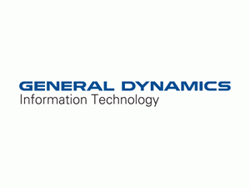 GENERAL DYNAMICS
Information Technology